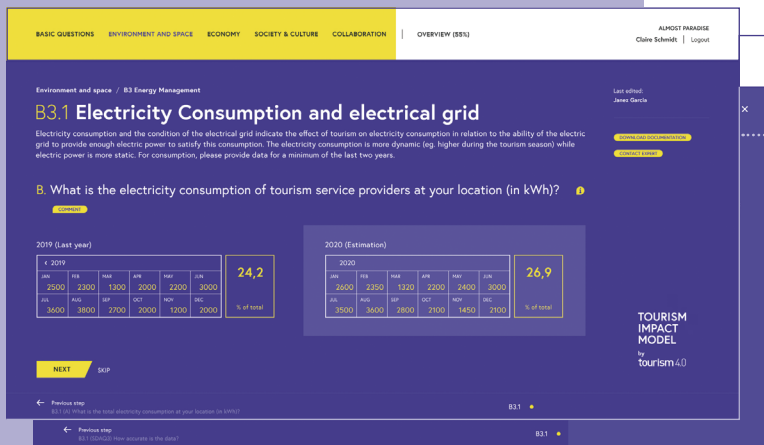 BASIC QUESTIONS ENVIRONMENT AND SPACE ECONOMY SOCIETY & CULTURE COLLABORATION | OVERVIEW (55%)
ALMOST PARADISE
Claire Schmidt | Logout
Environment and space / B3 Energy Management
Last edited:
Janes Garcia
B3.1 Electricity Consumption and electrical grid
Electricity consumption and the condition of the electrical grid indicate the effect of tourism on electricity consumption in relation to the ability of the electric
grid to provide enough electric power to satisfy this consumption. The electricity consumption is more dynamic (eg. higher during the tourism season) while
electric power is more static. For consumption, please provide data for a minimum of the last two years.
DOWNLOAD DOCUMENTATION
CONTACT EXPERT
B. What is the electricity consumption of tourism service providers at your location (in kWh)?
COMMENT
2019 (Last year)
‹ 2019
JAN FEB MAR APR MAY JUN
2500 2300 1300 2000 2200 3000
JUL AUG SEP OCT NOV DEC
3600 3800 2700 2000 1200 2000
24,2
% of total
2020 (Estimation)
2020
JAN FEB MAR APR MAY JUN
2600 2350 1320 2200 2400 3000
JUL AUG SEP OCT NOV DEC
3500 3600 2800 2100 1450 2100
26,9
% of total
TOURISM
IMPACT
MODEL
by
tourism 4.0
NEXT SKIP
← Previous step
B3.1 (A) What is the total electricity consumption at your location (in kWh)?
B3.1
← Previous step
B3.1 (SDAQ3) How accurate is the data?
B3.1